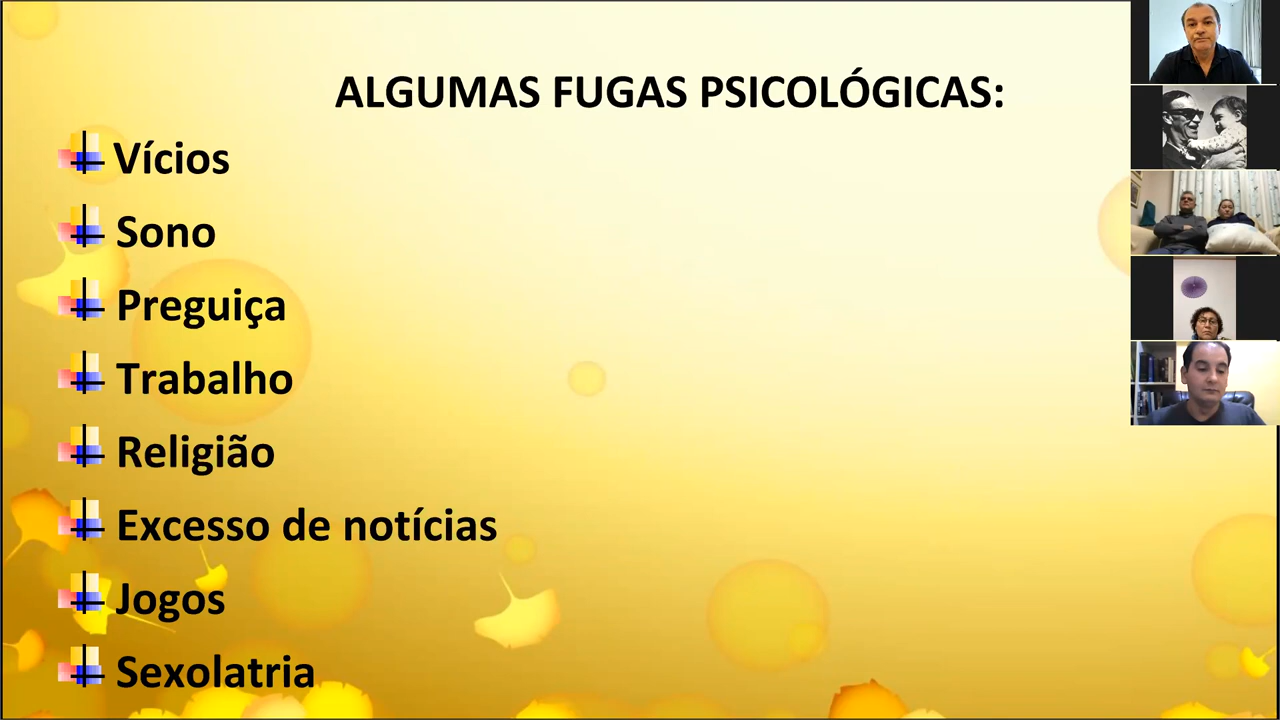 ALGUMAS FUGAS PSICOLÓGICAS:
Vícios
Sono
Preguiça
Trabalho
Religião
Excesso de notícias
Jogos
Sexolatria